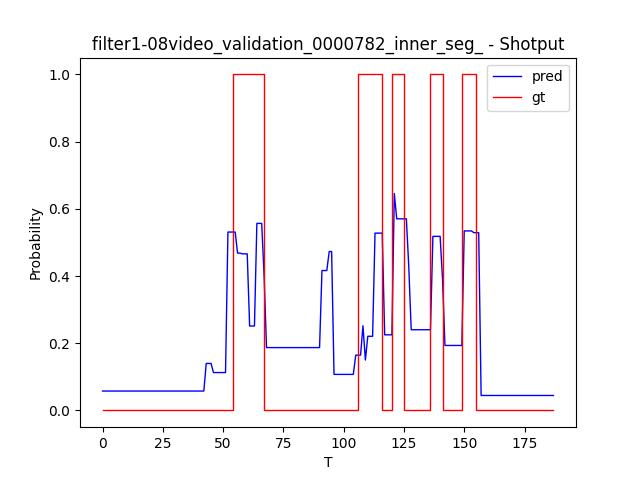 filter1-08video_validation_0000782_inner_seg_ - Shotput
pred
gt
Probability
1.0
0.8
0.6
0.4
0.2
0.0
0 25 50 75 100 125 150 175
T